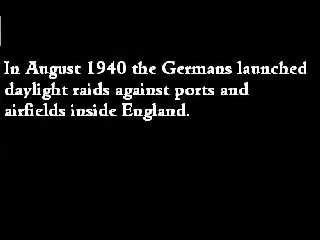 In August 1940 the Germans launched
daylight raids against ports and
airfields inside England.